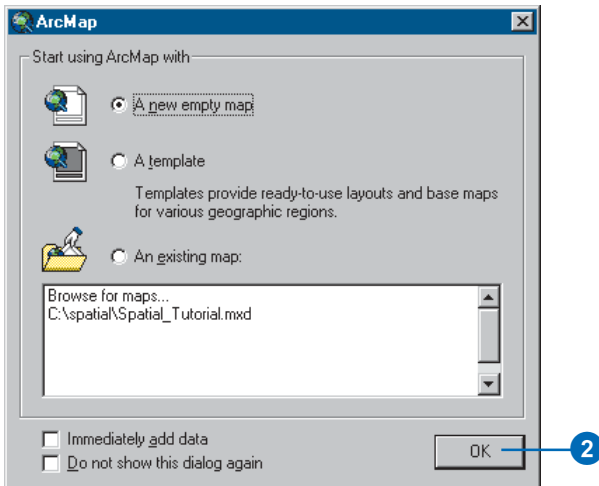 ArcMap
Start using ArcMap with
A new empty map
A template
Templates provide ready-to-use layouts and base maps
for various geographic regions.
An existing map:
Browse for maps...
C:\spatial\Spatial_Tutorial.mxd
Immediately add data
Do not show this dialog again
OK
2